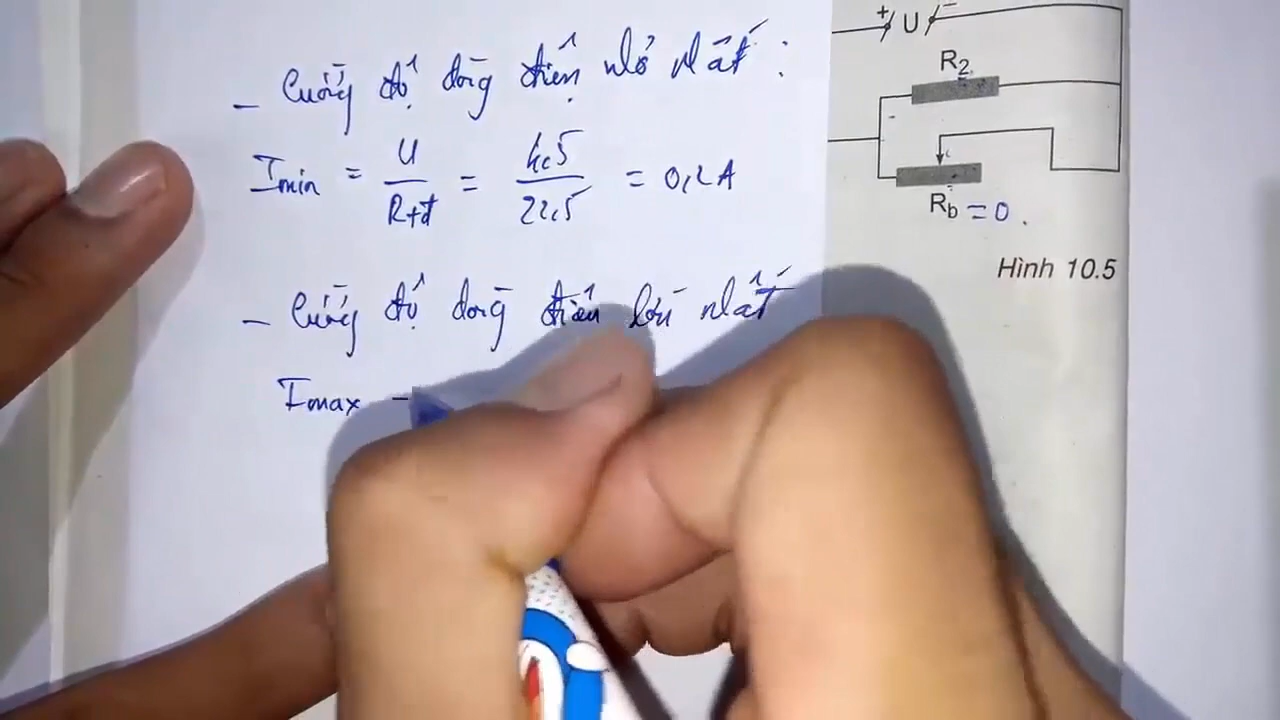 - Cường độ dòng điện nhỏ nhất :
Imin = U / Rtđ = 4,5 / 22,5 = 0,2A
- Cường độ dòng điện lớn nhất
Imax =
+ U −
R2
Rb = 0 .
Hình 10.5